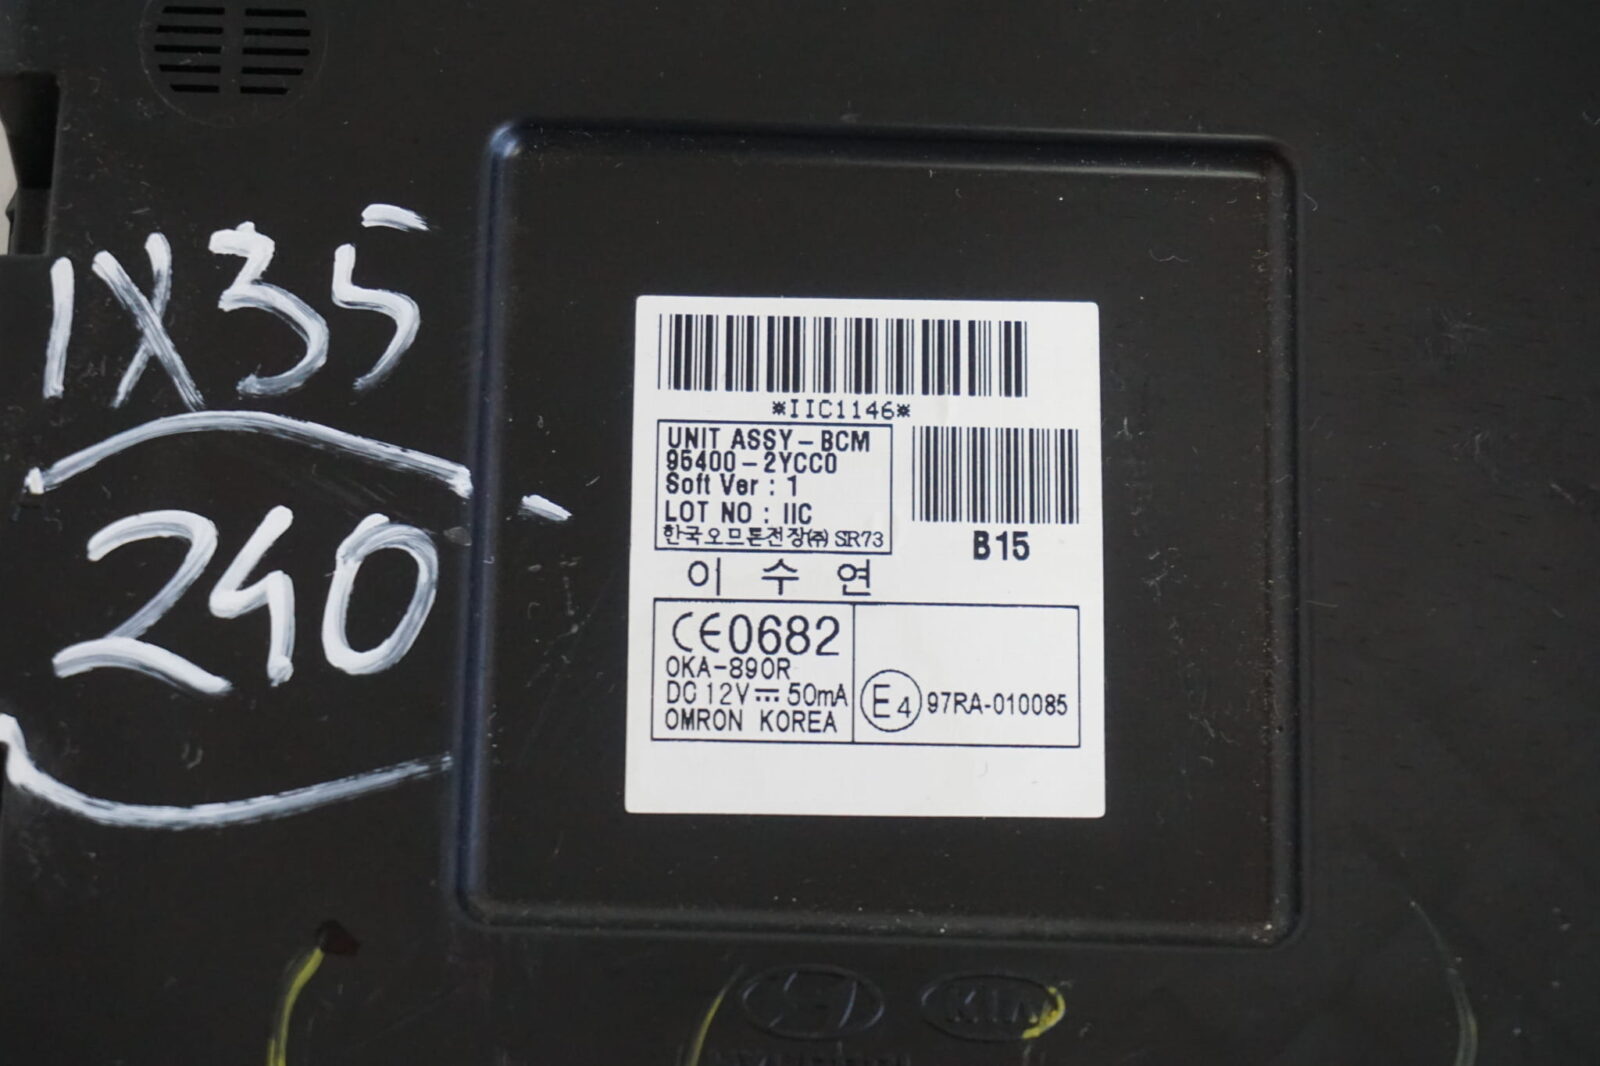 IX35
240
*IIC1146*
UNIT ASSY-BCM
95400-2YCC0
Soft Ver : 1
LOT NO : IIC
한국오므론전장(주) SR73
B15
이 수 연
CE0682
OKA-890R
DC 12V ⎓ 50mA
OMRON KOREA
E4 97RA-010085
KIA